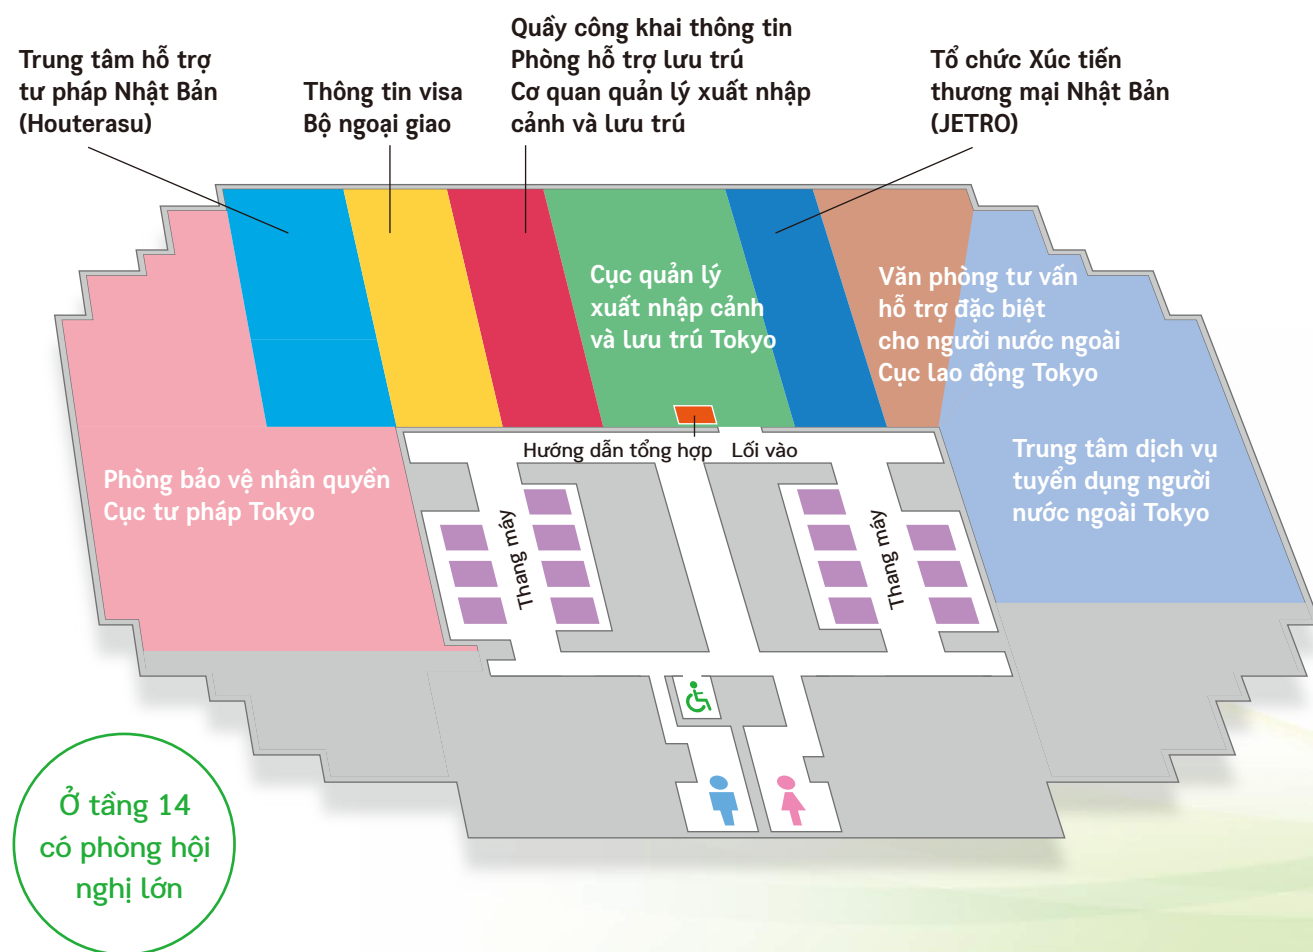 Trung tâm hỗ trợ
tư pháp Nhật Bản
(Houterasu)
Thông tin visa
Bộ ngoại giao
Quầy công khai thông tin
Phòng hỗ trợ lưu trú
Cơ quan quản lý xuất nhập
cảnh và lưu trú
Tổ chức Xúc tiến
thương mại Nhật Bản
(JETRO)
Cục quản lý
xuất nhập cảnh
và lưu trú Tokyo
Văn phòng tư vấn
hỗ trợ đặc biệt
cho người nước ngoài
Cục lao động Tokyo
Hướng dẫn tổng hợp
Lối vào
Phòng bảo vệ nhân quyền
Cục tư pháp Tokyo
Trung tâm dịch vụ
tuyển dụng người
nước ngoài Tokyo
Thang máy
Thang máy
Ở tầng 14
có phòng hội
nghị lớn